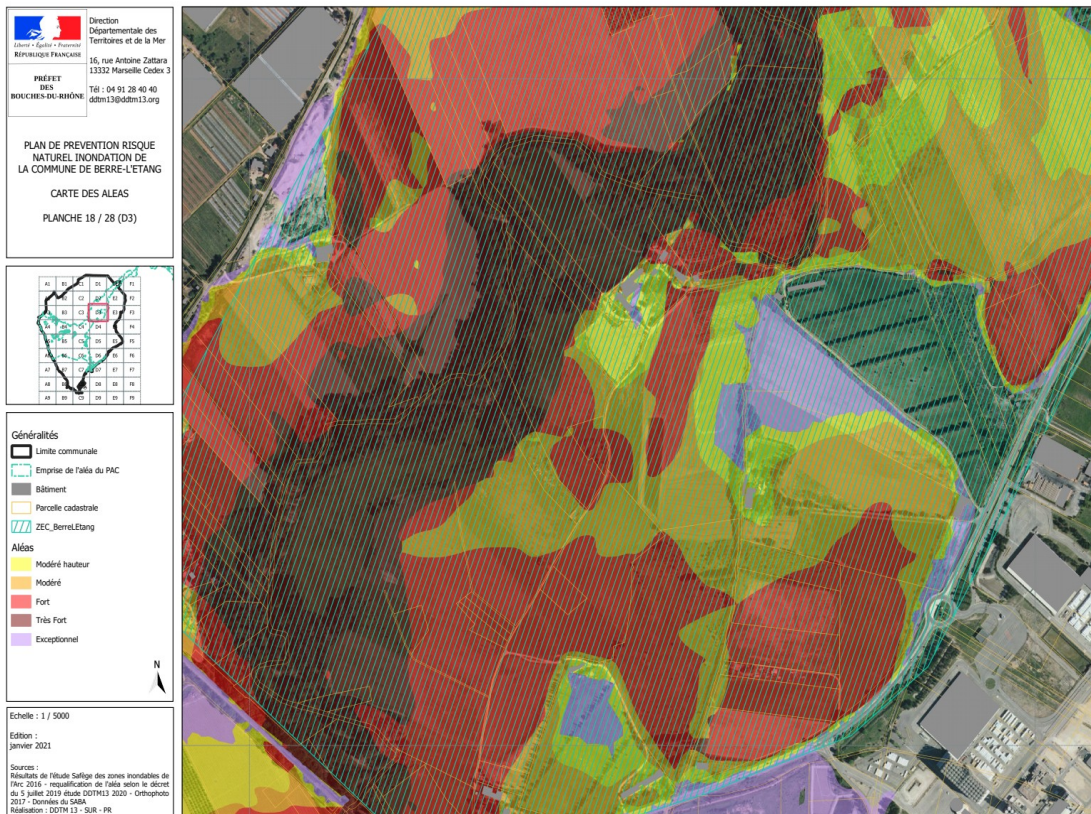 Liberté • Égalité • Fraternité
RÉPUBLIQUE FRANÇAISE
PRÉFET
DES
BOUCHES-DU-RHÔNE
Direction
Départementale des
Territoires et de la Mer
16, rue Antoine Zattara
13332 Marseille Cedex 3
Tél : 04 91 28 40 40
ddtm13@ddtm13.org
PLAN DE PREVENTION RISQUE
NATUREL INONDATION DE
LA COMMUNE DE BERRE-L'ETANG
CARTE DES ALEAS
PLANCHE 18 / 28 (D3)
A1 B1 C1 D1 E1 F1
B2 C2 D2 E2 F2
B3 C3 D3 E3 F3
A4 B4 C4 D4 F4
A5 B5 C5 D5 E5 F5
A6 B6 C6 D6 E6 F6
A7 B7 C7 D7 E7 F7
A8 B8 C8 D8 E8 F8
A9 B9 C9 D9 E9 F9
Généralités
Limite communale
Emprise de l'aléa du PAC
Bâtiment
Parcelle cadastrale
ZEC_BerreLEtang
Aléas
Modéré hauteur
Modéré
Fort
Très Fort
Exceptionnel
N
Echelle : 1 / 5000
Edition :
janvier 2021
Sources :
Résultats de l'étude Safège des zones inondables de
l'Arc 2016 - requalification de l'aléa selon le décret
du 5 juillet 2019 étude DDTM13 2020 - Orthophoto
2017 - Données du SABA
Réalisation : DDTM 13 - SUR - PR